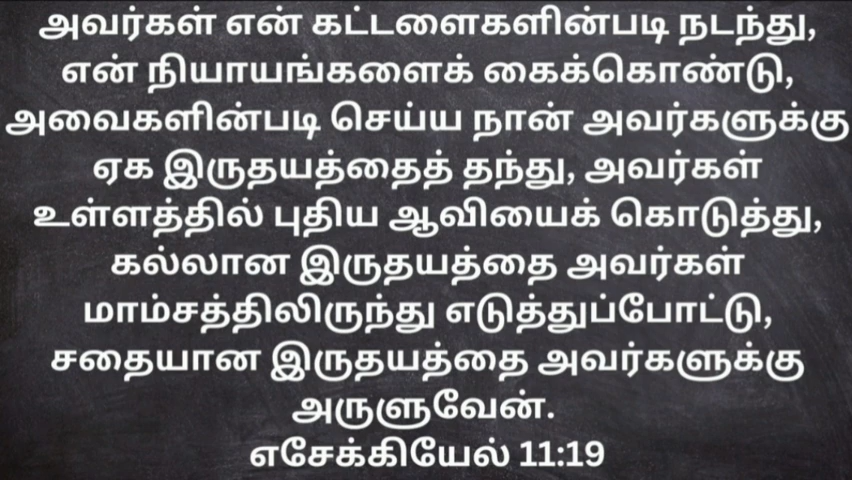 அவர்கள் என் கட்டளைகளின்படி நடந்து,
என் நியாயங்களைக் கைக்கொண்டு,
அவைகளின்படி செய்ய நான் அவர்களுக்கு
ஏக இருதயத்தைத் தந்து, அவர்கள்
உள்ளத்தில் புதிய ஆவியைக் கொடுத்து,
கல்லான இருதயத்தை அவர்கள்
மாம்சத்திலிருந்து எடுத்துப்போட்டு,
சதையான இருதயத்தை அவர்களுக்கு
அருளுவேன்.
எசேக்கியேல் 11:19